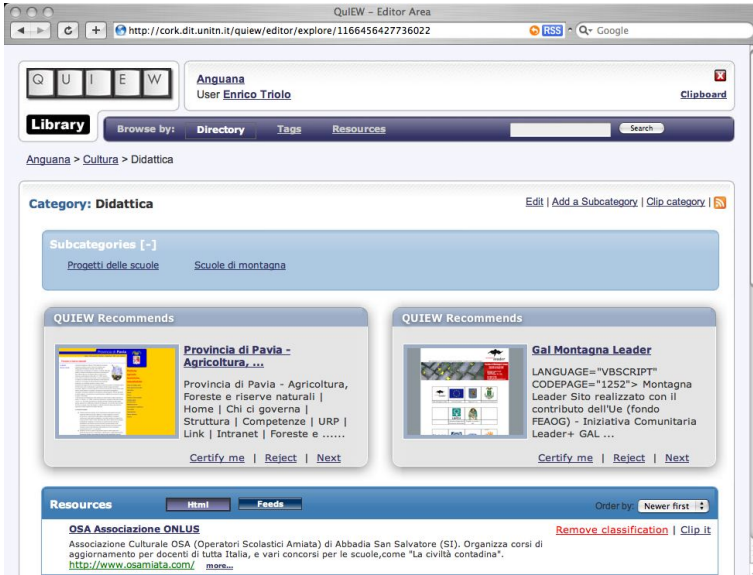 QuIEW – Editor Area
http://cork.dit.unitn.it/quiew/editor/explore/1166456427736022
RSS
Google
Q U I E W
Anguana
User Enrico Triolo
Clipboard
Library
Browse by: Directory Tags Resources
Search
Anguana > Cultura > Didattica
Category: Didattica
Edit | Add a Subcategory | Clip category |
Subcategories [-]
Progetti delle scuole Scuole di montagna
QUIEW Recommends
Provincia di Pavia -
Agricoltura, ...
Provincia di Pavia - Agricoltura,
Foreste e riserve naturali |
Home | Chi ci governa |
Struttura | Competenze | URP |
Link | Intranet | Foreste e ......
Certify me | Reject | Next
QUIEW Recommends
Gal Montagna Leader
LANGUAGE="VBSCRIPT"
CODEPAGE="1252"> Montagna
Leader Sito realizzato con il
contributo dell'Ue (fondo
FEAOG) - Iniziativa Comunitaria
Leader+ GAL ...
Certify me | Reject | Next
Resources Html Feeds Order by: Newer first
OSA Associazione ONLUS Remove classification | Clip it
Associazione Culturale OSA (Operatori Scolastici Amiata) di Abbadia San Salvatore (SI). Organizza corsi di
aggiornamento per docenti di tutta Italia, e vari concorsi per le scuole,come "La civiltà contadina".
http://www.osamiata.com/ more...